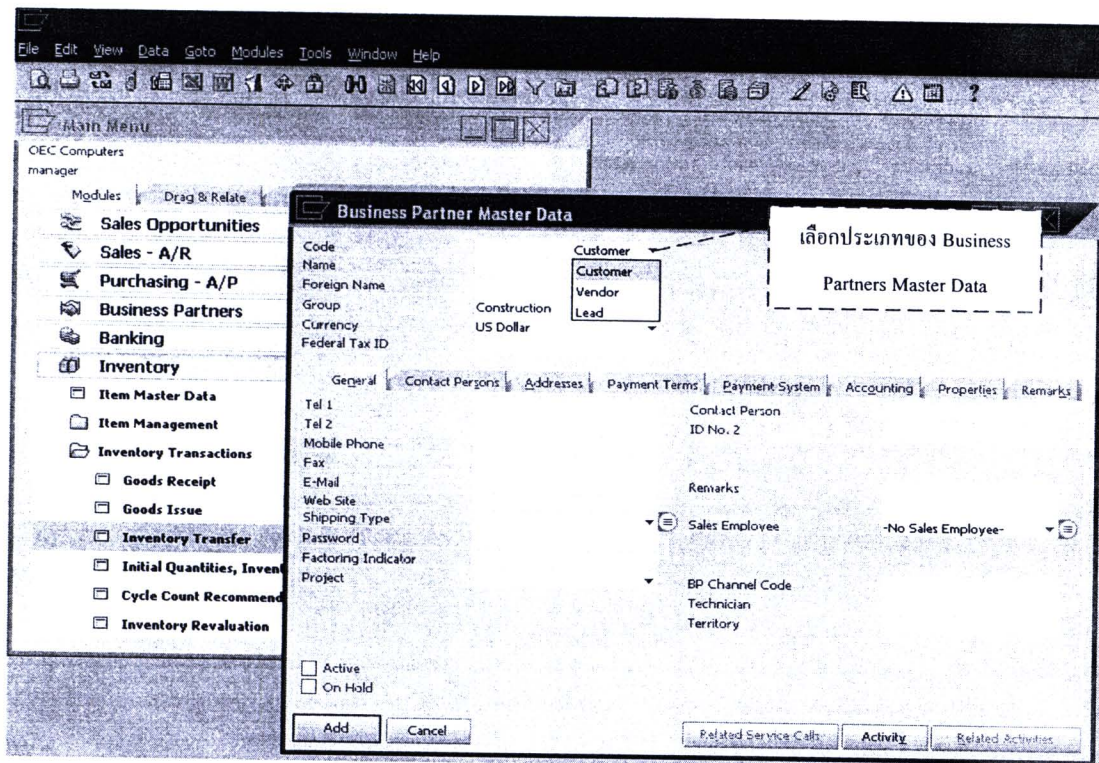 File Edit View Data Goto Modules Tools Window Help
Main Menu
OEC Computers
manager
Modules Drag & Relate
Sales Opportunities
Sales - A/R
Purchasing - A/P
Business Partners
Banking
Inventory
Item Master Data
Item Management
Inventory Transactions
Goods Receipt
Goods Issue
Inventory Transfer
Initial Quantities, Invent
Cycle Count Recommend
Inventory Revaluation
Business Partner Master Data
เลือกประเภทของ Business
Partners Master Data
Code Customer
Name Customer
Foreign Name Vendor
Group Construction Lead
Currency US Dollar
Federal Tax ID
General Contact Persons Addresses Payment Terms Payment System Accounting Properties Remarks
Tel 1 Contact Person
Tel 2 ID No. 2
Mobile Phone
Fax
E-Mail Remarks
Web Site
Shipping Type Sales Employee -No Sales Employee-
Password
Factoring Indicator
Project BP Channel Code
Technician
Territory
Active
On Hold
Add Cancel Related Service Calls Activity Related Activities